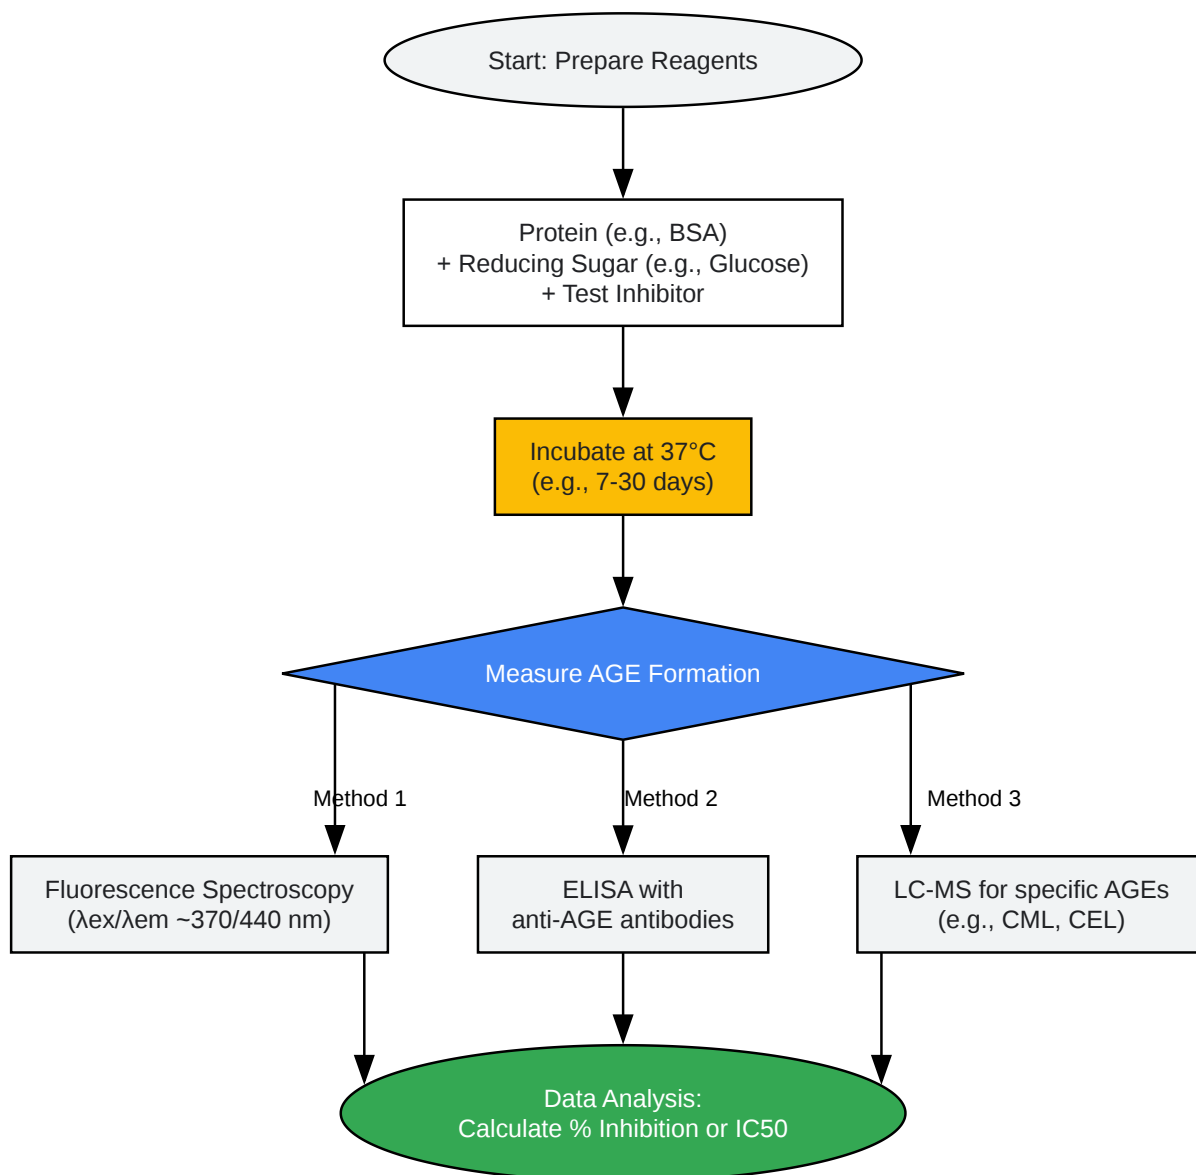 Start: Prepare Reagents
Protein (e.g., BSA)
+ Reducing Sugar (e.g., Glucose)
+ Test Inhibitor
Incubate at 37°C
(e.g., 7-30 days)
Measure AGE Formation
Method 1
Method 2
Method 3
Fluorescence Spectroscopy
(λex/λem ~370/440 nm)
ELISA with
anti-AGE antibodies
LC-MS for specific AGEs
(e.g., CML, CEL)
Data Analysis:
Calculate % Inhibition or IC50